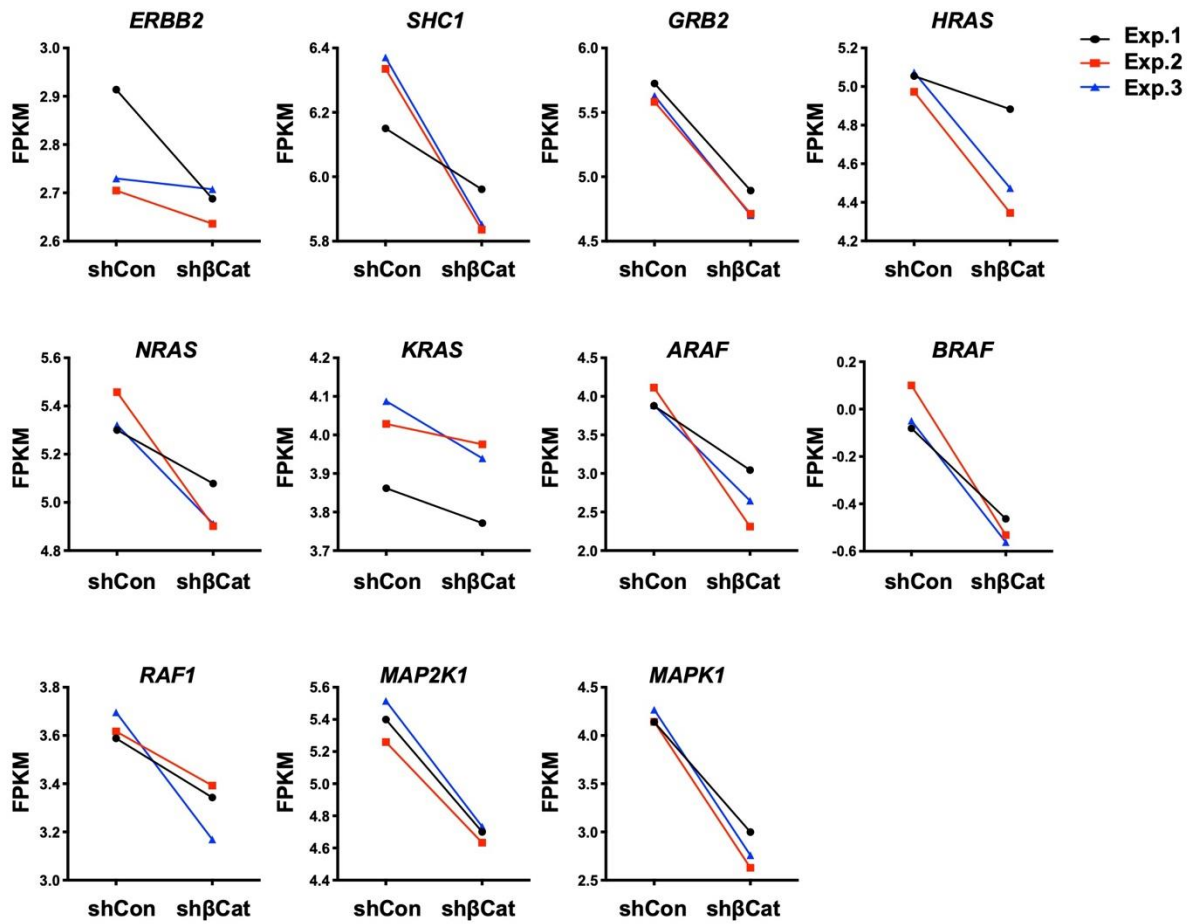 ERBB2 SHC1 GRB2 HRAS
Exp.1
Exp.2
Exp.3
FPKM
3.0
2.9
2.8
2.7
2.6
shCon shβCat
FPKM
6.4
6.2
6.0
5.8
shCon shβCat
FPKM
6.0
5.5
5.0
4.5
shCon shβCat
FPKM
5.2
5.0
4.8
4.6
4.4
4.2
shCon shβCat
NRAS KRAS ARAF BRAF
FPKM
5.6
5.4
5.2
5.0
4.8
shCon shβCat
FPKM
4.2
4.1
4.0
3.9
3.8
3.7
shCon shβCat
FPKM
4.5
4.0
3.5
3.0
2.5
2.0
shCon shβCat
FPKM
0.2
0.0
-0.2
-0.4
-0.6
shCon shβCat
RAF1 MAP2K1 MAPK1
FPKM
3.8
3.6
3.4
3.2
3.0
shCon shβCat
FPKM
5.6
5.4
5.2
5.0
4.8
4.6
4.4
shCon shβCat
FPKM
4.5
4.0
3.5
3.0
2.5
shCon shβCat